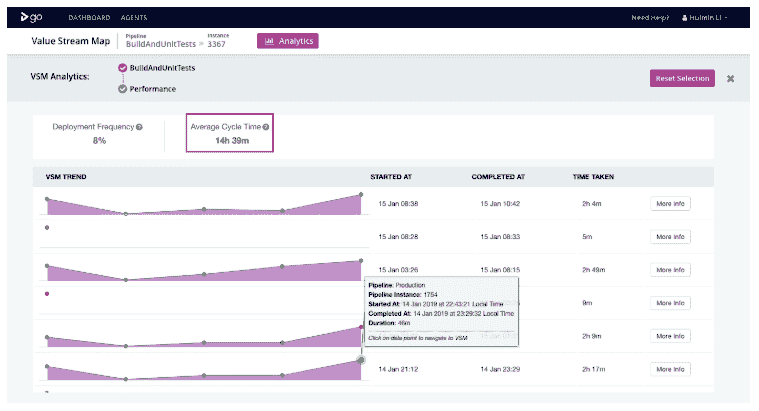 go DASHBOARD AGENTS Need Help? Huimin Li
Value Stream Map Pipeline BuildAndUnitTests » Instance 3367 Analytics
VSM Analytics: BuildAndUnitTests
Performance
Reset Selection
Deployment Frequency Average Cycle Time
8% 14h 39m
VSM TREND STARTED AT COMPLETED AT TIME TAKEN
15 Jan 08:38 15 Jan 10:42 2h 4m More Info
15 Jan 08:28 15 Jan 08:33 5m More Info
15 Jan 03:26 15 Jan 06:15 2h 49m More Info
Pipeline: Production
Pipeline Instance: 1754
Started At: 14 Jan 2019 at 22:43:21 Local Time
Completed At: 14 Jan 2019 at 23:29:32 Local Time
Duration: 46m
Click on data point to navigate to VSM
9m More Info
2h 9m More Info
14 Jan 21:12 14 Jan 23:29 2h 17m More Info